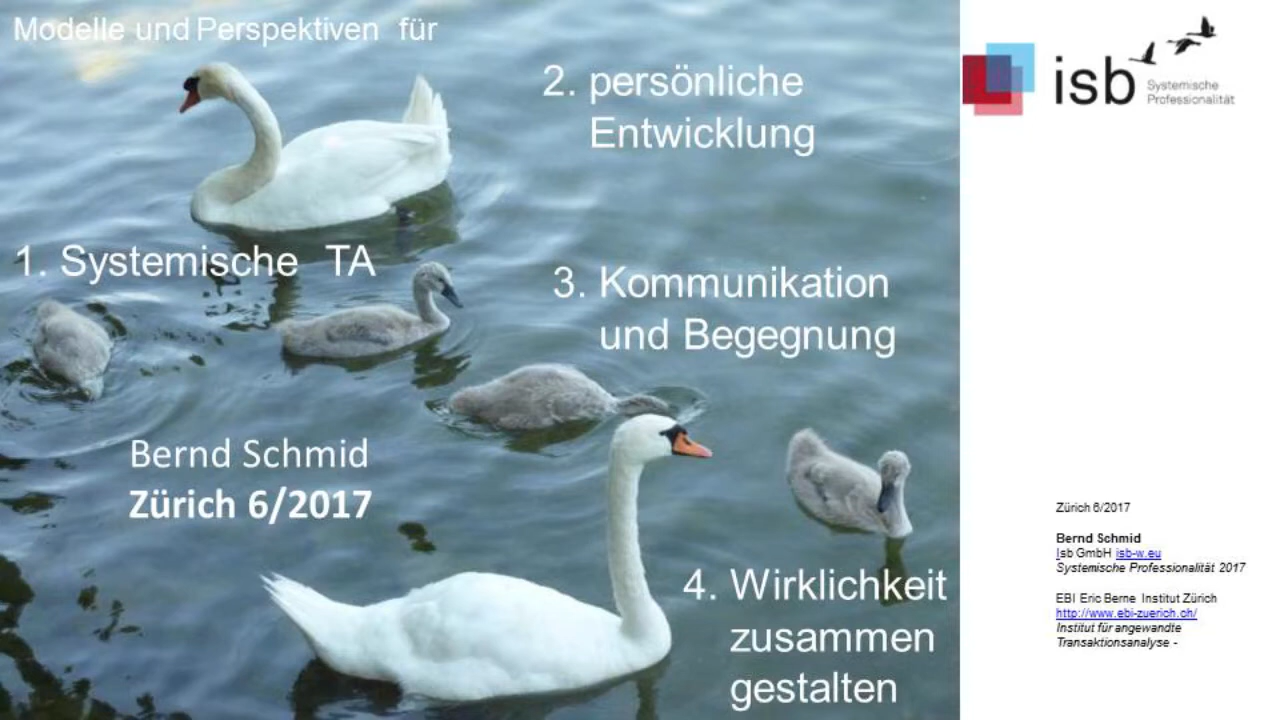 Modelle und Perspektiven für
2. persönliche
Entwicklung
1. Systemische TA
3. Kommunikation
und Begegnung
Bernd Schmid
Zürich 6/2017
4. Wirklichkeit
zusammen
gestalten
isb
Systemische
Professionalität
Zürich 6/2017
Bernd Schmid
Isb GmbH isb-w.eu
Systemische Professionalität 2017
EBI Eric Berne Institut Zürich
http://www.ebi-zuerich.ch/
Institut für angewandte
Transaktionsanalyse -